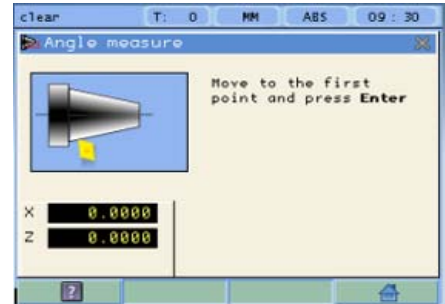 clear T: 0 MM ABS 09 : 30
Angle measure
Move to the first
point and press Enter
X 0.0000
Z 0.0000
?